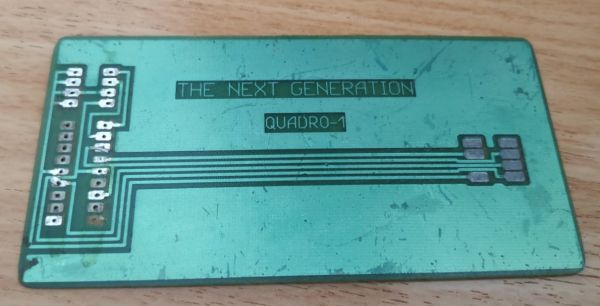 THE NEXT GENERATION
QUADRO-1